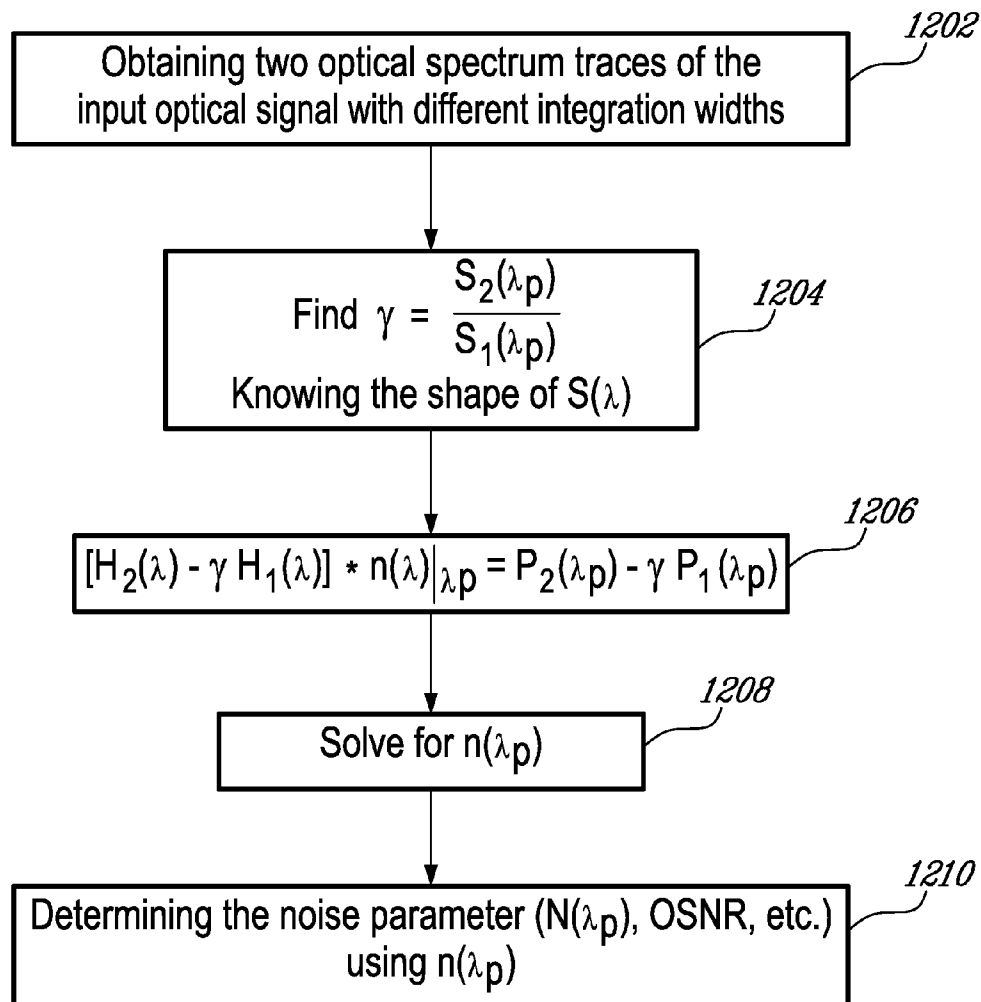 1202
Obtaining two optical spectrum traces of the
input optical signal with different integration widths
1204
Find γ = S₂(λp) / S₁(λp)
Knowing the shape of S(λ)
1206
[H₂(λ) - γ H₁(λ)] * n(λ)|λp = P₂(λp) - γ P₁(λp)
1208
Solve for n(λp)
1210
Determining the noise parameter (N(λp), OSNR, etc.)
using n(λp)